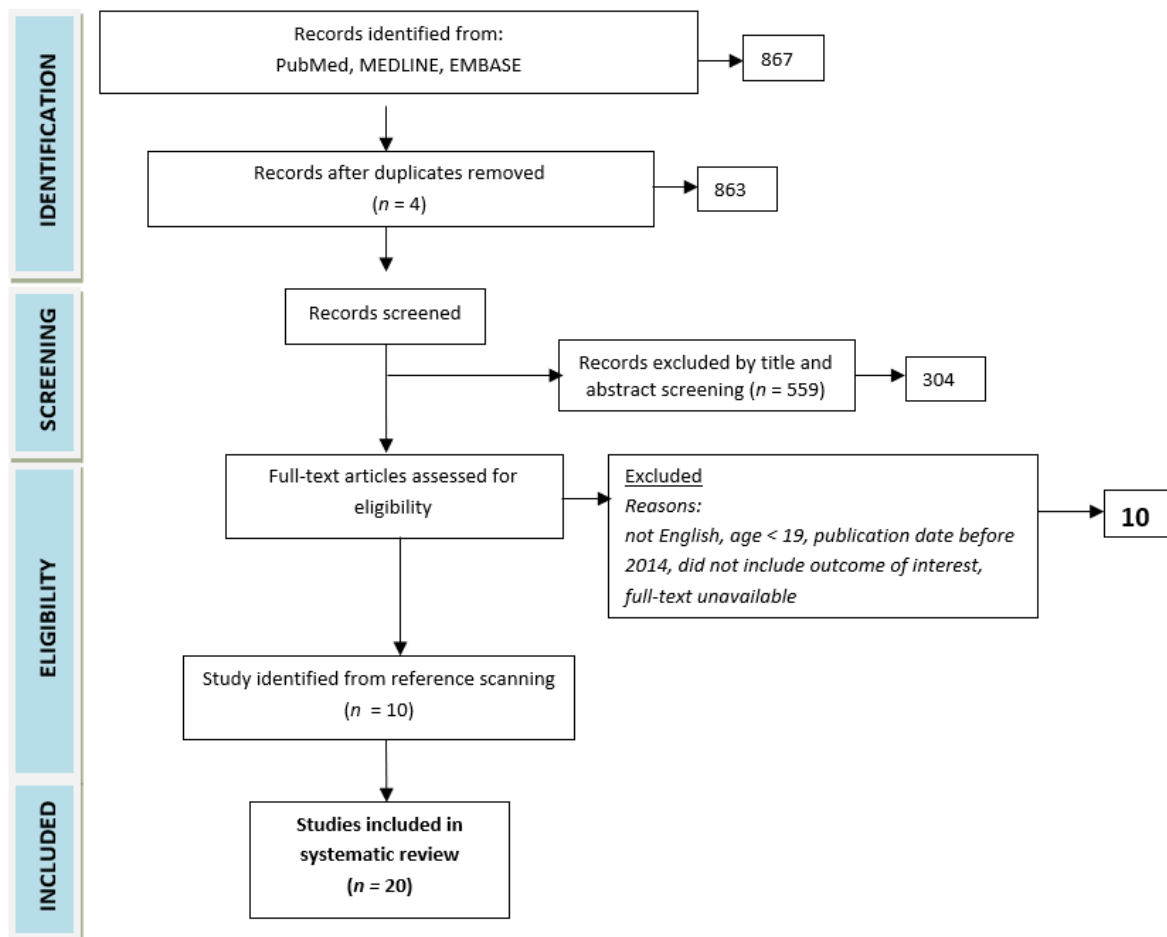 IDENTIFICATION
Records identified from:
PubMed, MEDLINE, EMBASE
867
Records after duplicates removed
(n = 4)
863
SCREENING
Records screened
Records excluded by title and
abstract screening (n = 559)
304
ELIGIBILITY
Full-text articles assessed for
eligibility
Excluded
Reasons:
not English, age < 19, publication date before
2014, did not include outcome of interest,
full-text unavailable
10
Study identified from reference scanning
(n = 10)
INCLUDED
Studies included in
systematic review
(n = 20)